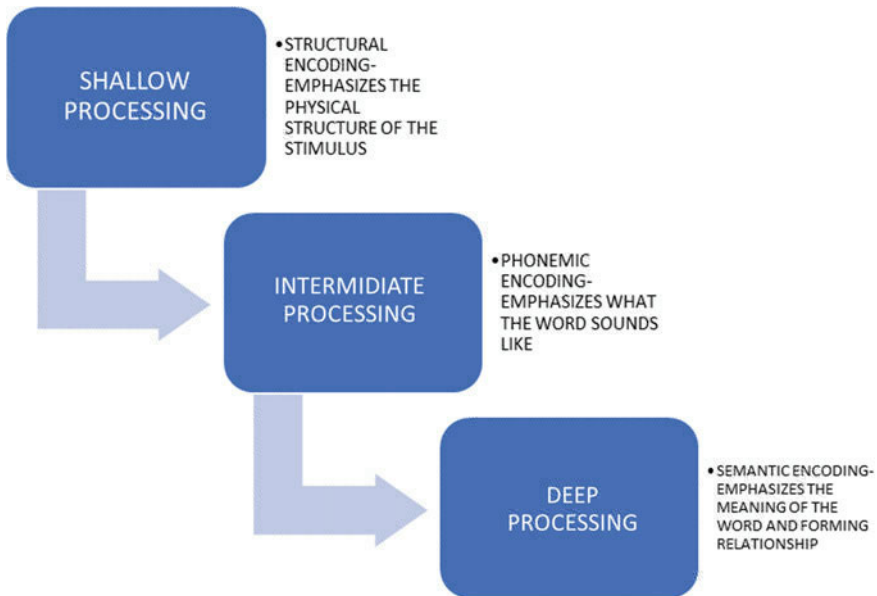 SHALLOW
PROCESSING
•STRUCTURAL
ENCODING-
EMPHASIZES THE
PHYSICAL
STRUCTURE OF THE
STIMULUS
INTERMIDIATE
PROCESSING
•PHONEMIC
ENCODING-
EMPHASIZES WHAT
THE WORD SOUNDS
LIKE
DEEP
PROCESSING
•SEMANTIC ENCODING-
EMPHASIZES THE
MEANING OF THE
WORD AND FORMING
RELATIONSHIP